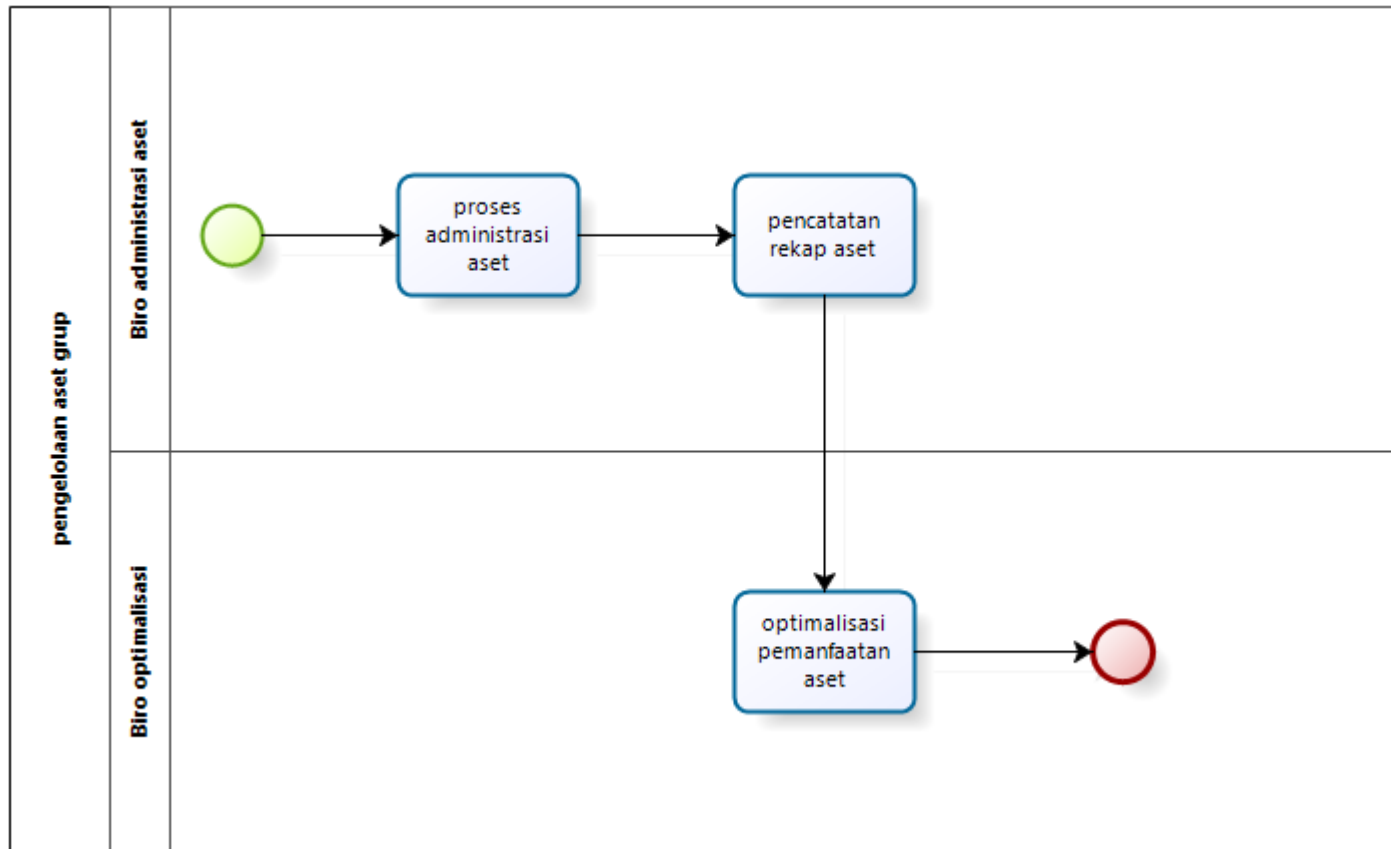 pengelolaan aset grup
Biro administrasi aset
proses
administrasi
aset
pencatatan
rekap aset
Biro optimalisasi
optimalisasi
pemanfaatan
aset